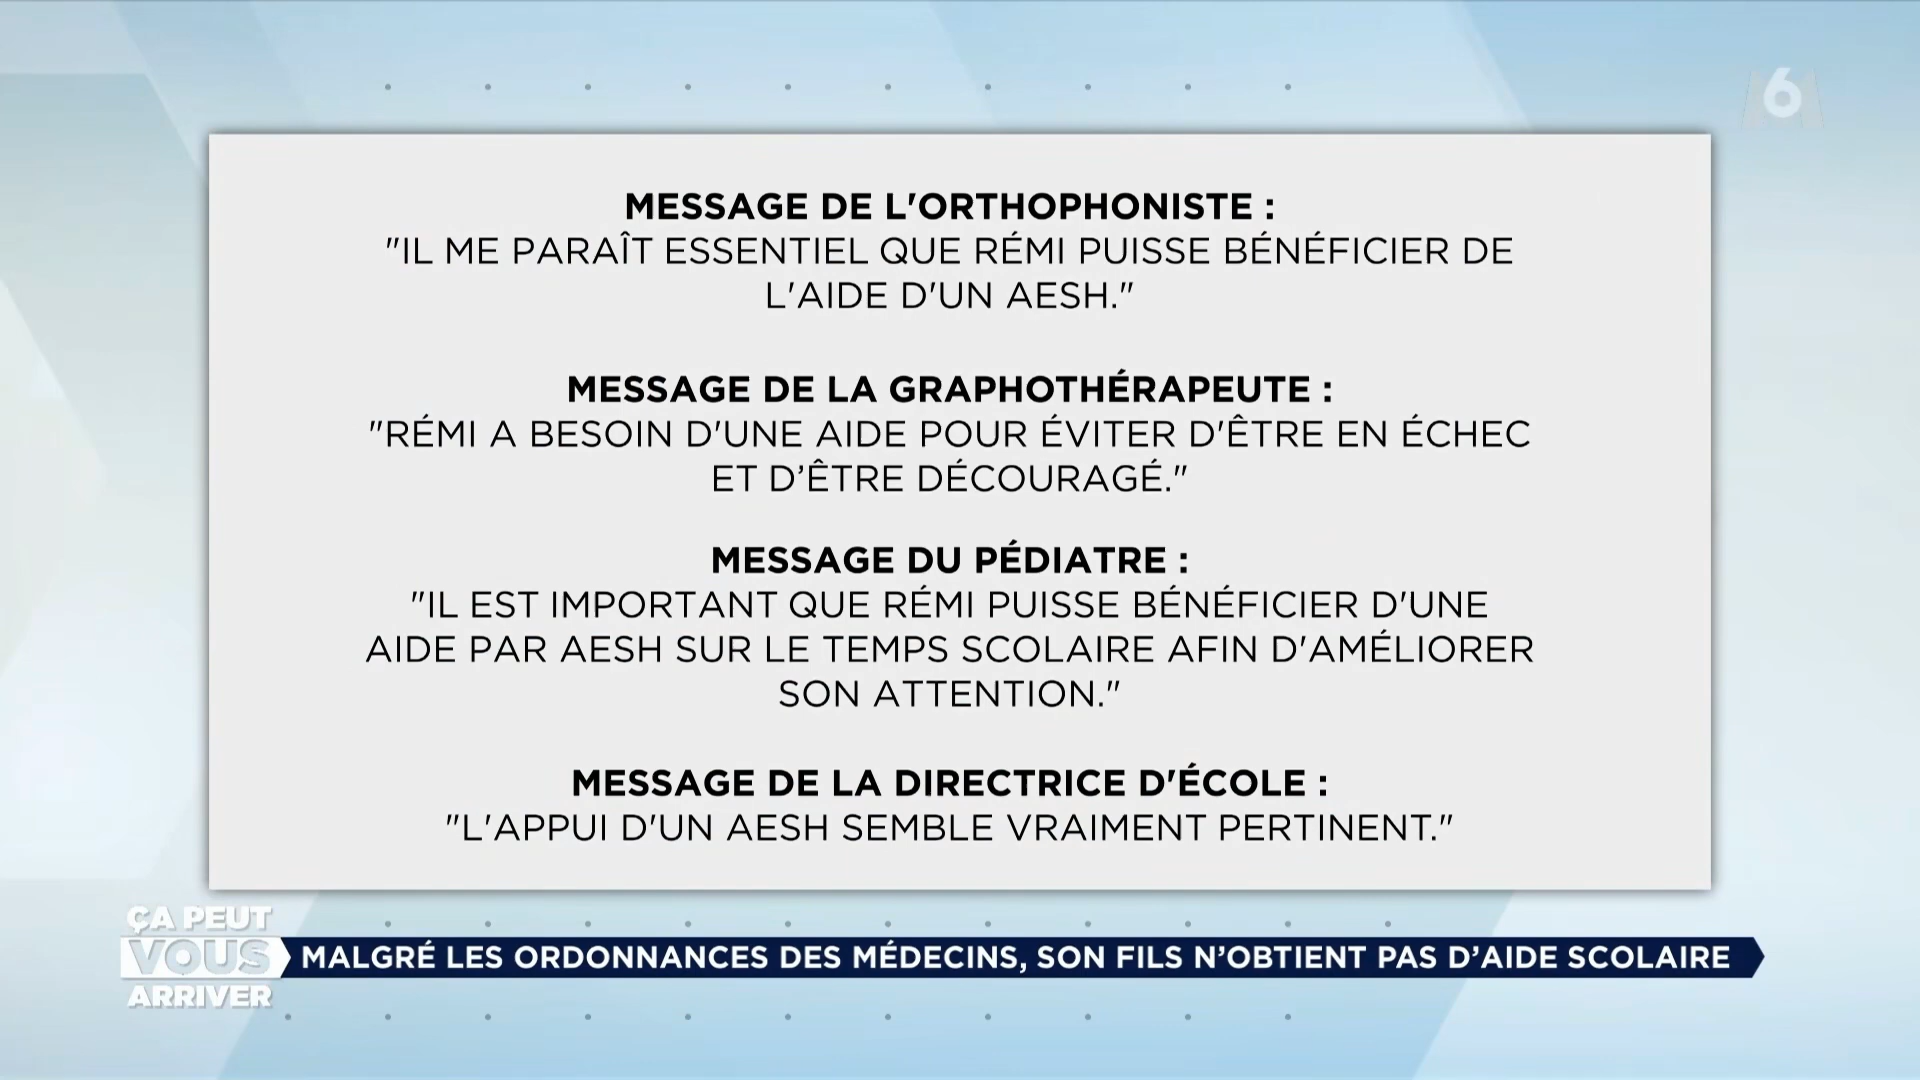 M6
MESSAGE DE L'ORTHOPHONISTE :
"IL ME PARAÎT ESSENTIEL QUE RÉMI PUISSE BÉNÉFICIER DE
L'AIDE D'UN AESH."
MESSAGE DE LA GRAPHOTHÉRAPEUTE :
"RÉMI A BESOIN D'UNE AIDE POUR ÉVITER D'ÊTRE EN ÉCHEC
ET D’ÊTRE DÉCOURAGÉ."
MESSAGE DU PÉDIATRE :
"IL EST IMPORTANT QUE RÉMI PUISSE BÉNÉFICIER D'UNE
AIDE PAR AESH SUR LE TEMPS SCOLAIRE AFIN D'AMÉLIORER
SON ATTENTION."
MESSAGE DE LA DIRECTRICE D'ÉCOLE :
"L'APPUI D'UN AESH SEMBLE VRAIMENT PERTINENT."
ÇA PEUT
VOUS
ARRIVER
MALGRÉ LES ORDONNANCES DES MÉDECINS, SON FILS N’OBTIENT PAS D’AIDE SCOLAIRE